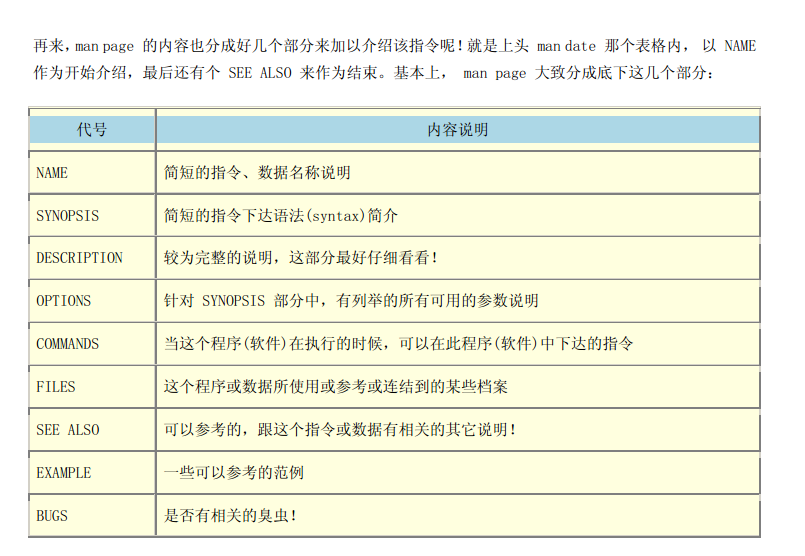 再来，man page 的内容也分成好几个部分来加以介绍该指令呢！就是上头 man date 那个表格内， 以 NAME
作为开始介绍，最后还有个 SEE ALSO 来作为结束。基本上， man page 大致分成底下这几个部分：
代号 内容说明
NAME 简短的指令、数据名称说明
SYNOPSIS 简短的指令下达语法(syntax)简介
DESCRIPTION 较为完整的说明，这部分最好仔细看看！
OPTIONS 针对 SYNOPSIS 部分中，有列举的所有可用的参数说明
COMMANDS 当这个程序(软件)在执行的时候，可以在此程序(软件)中下达的指令
FILES 这个程序或数据所使用或参考或连结到的某些档案
SEE ALSO 可以参考的，跟这个指令或数据有相关的其它说明！
EXAMPLE 一些可以参考的范例
BUGS 是否有相关的臭虫！